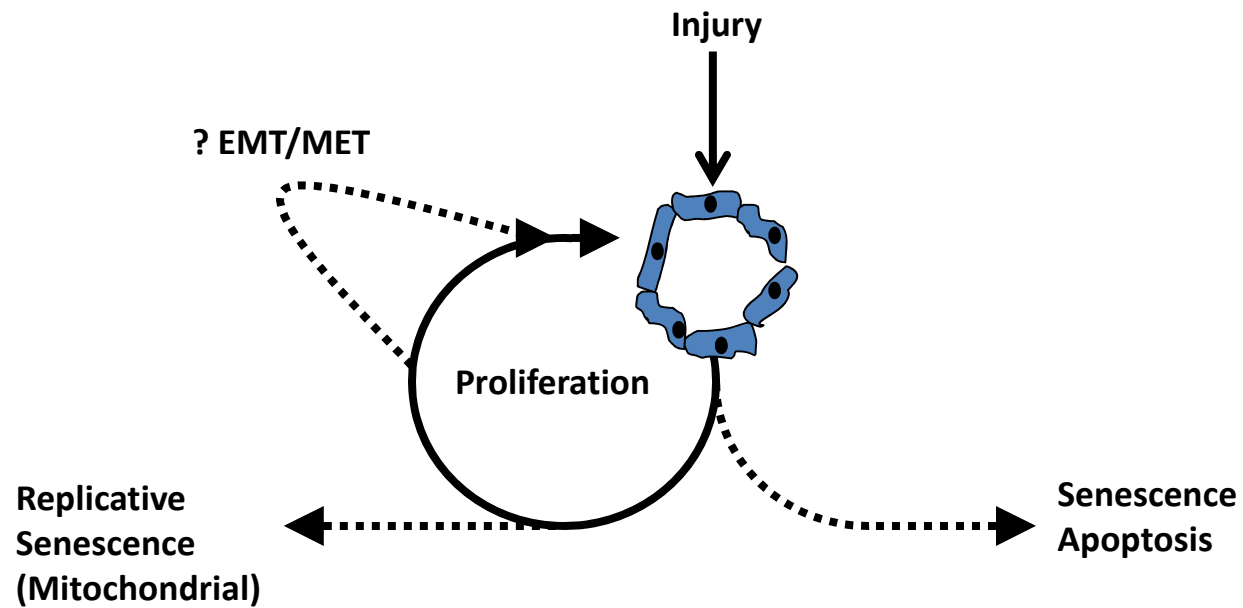 Injury
? EMT/MET
Proliferation
Replicative
Senescence
(Mitochondrial)
Senescence
Apoptosis